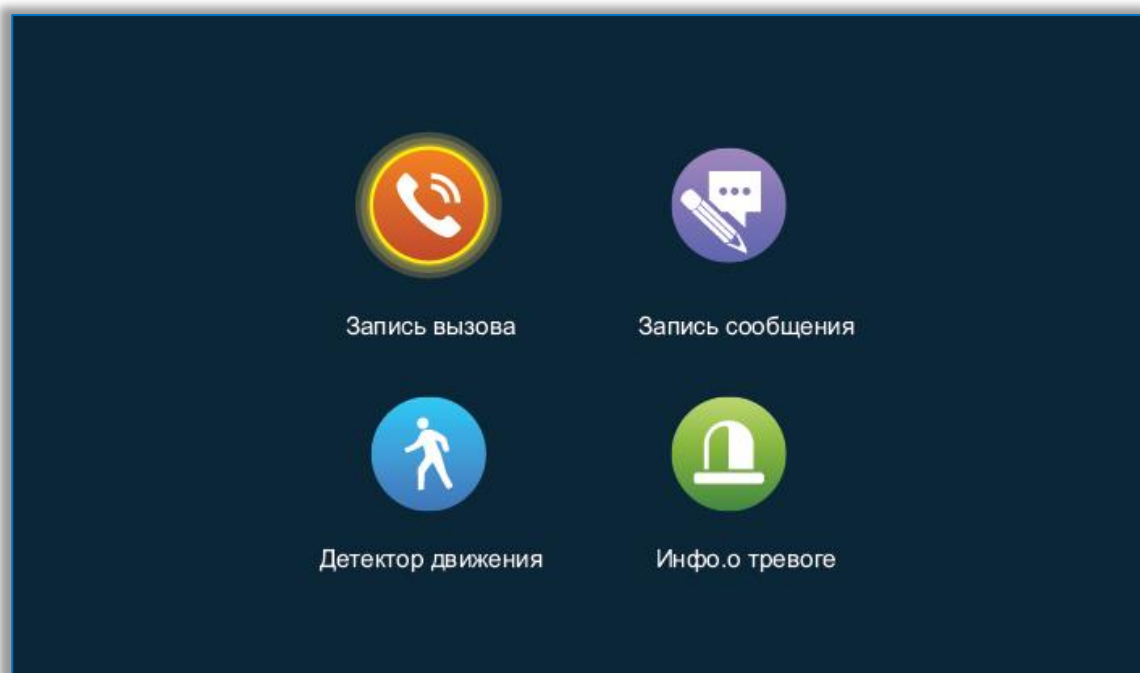 Запись вызова
Запись сообщения
Детектор движения
Инфо.о тревоге